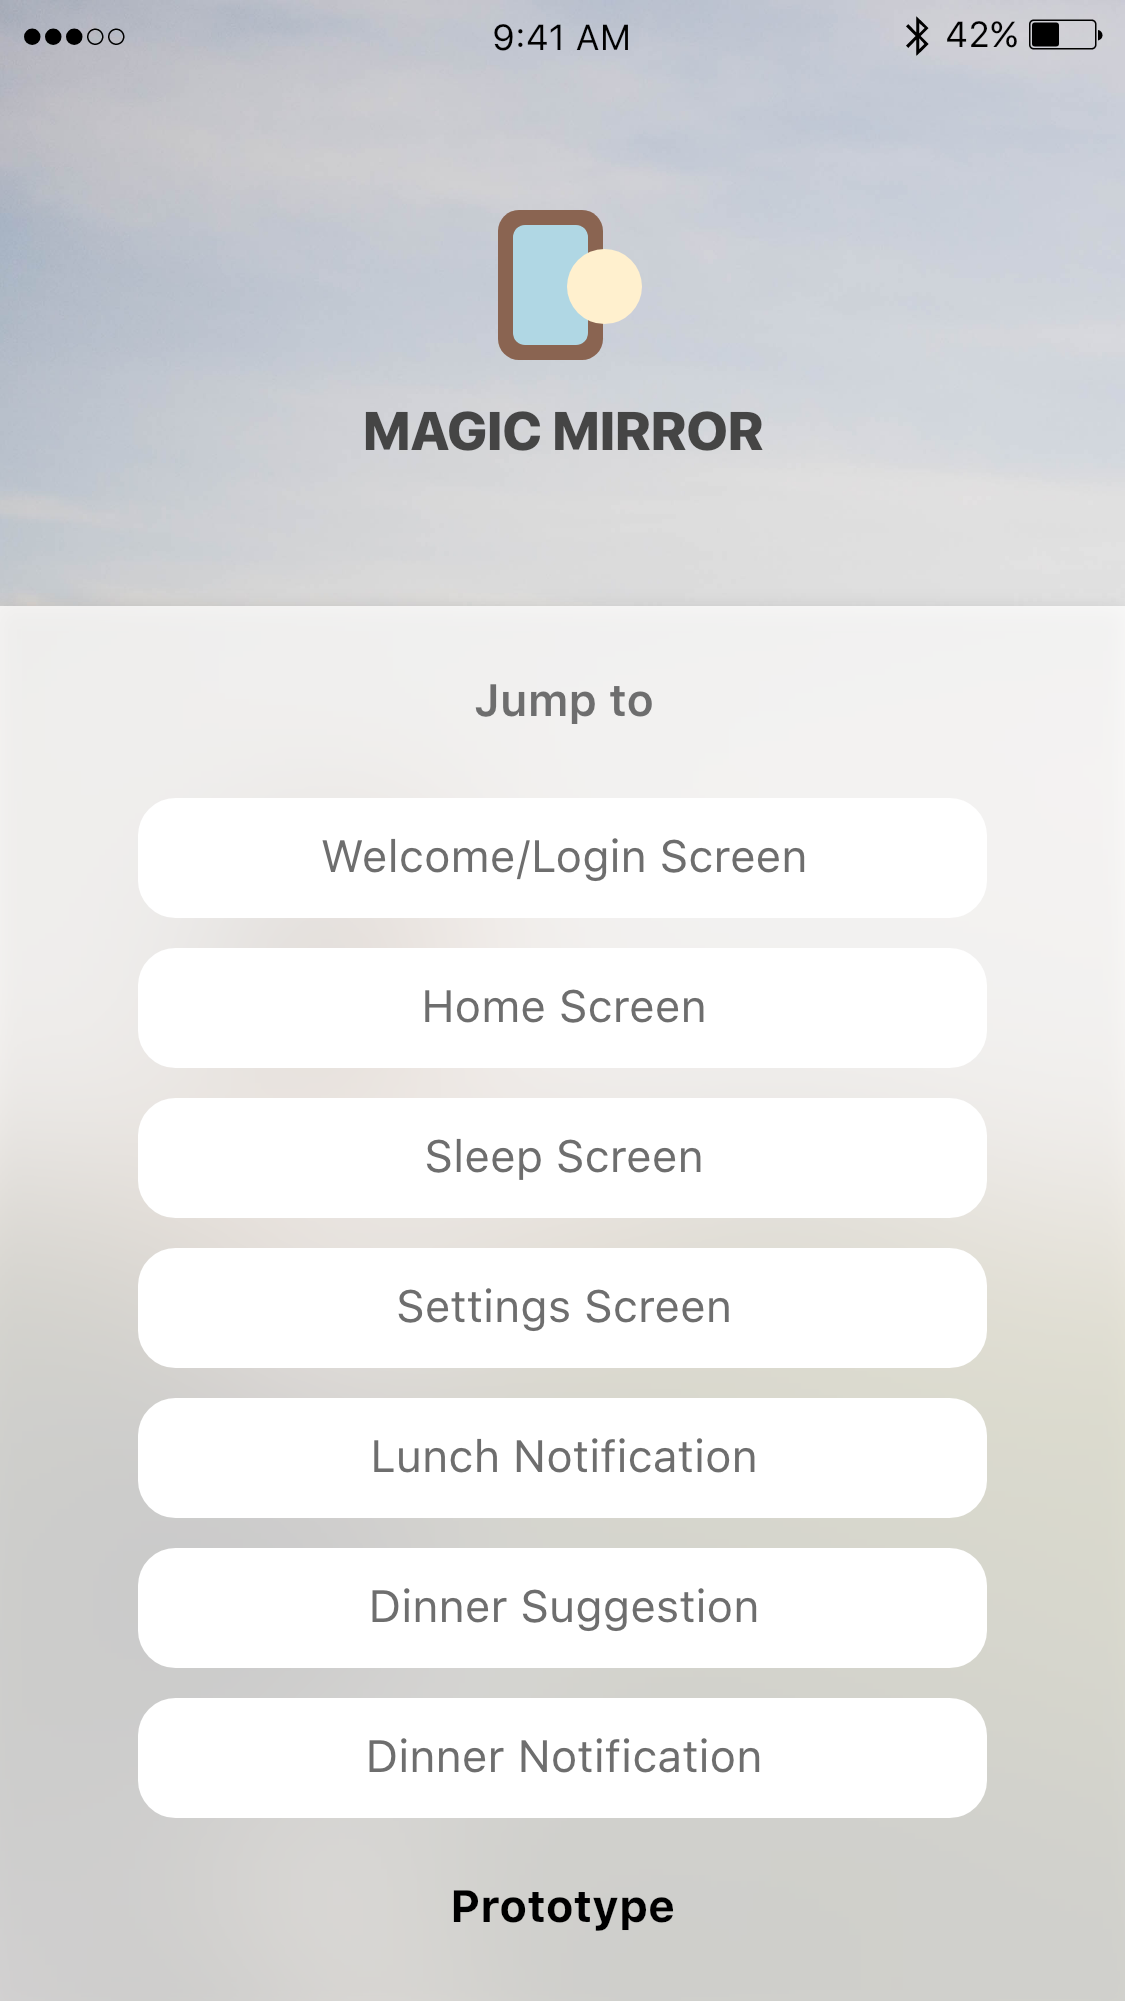 9:41 AM
42%
MAGIC MIRROR
Jump to
Welcome/Login Screen
Home Screen
Sleep Screen
Settings Screen
Lunch Notification
Dinner Suggestion
Dinner Notification
Prototype